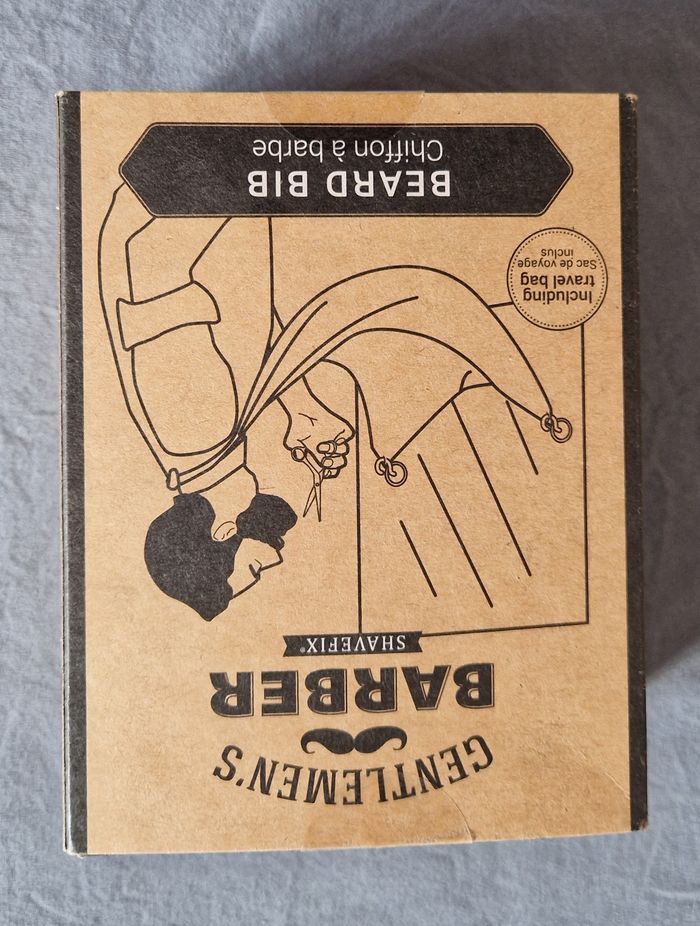 GENTLEMEN'S
BARBER
SHAVEFIX®
Including
travel bag
Sac de voyage
inclus
BEARD BIB
Chiffon à barbe